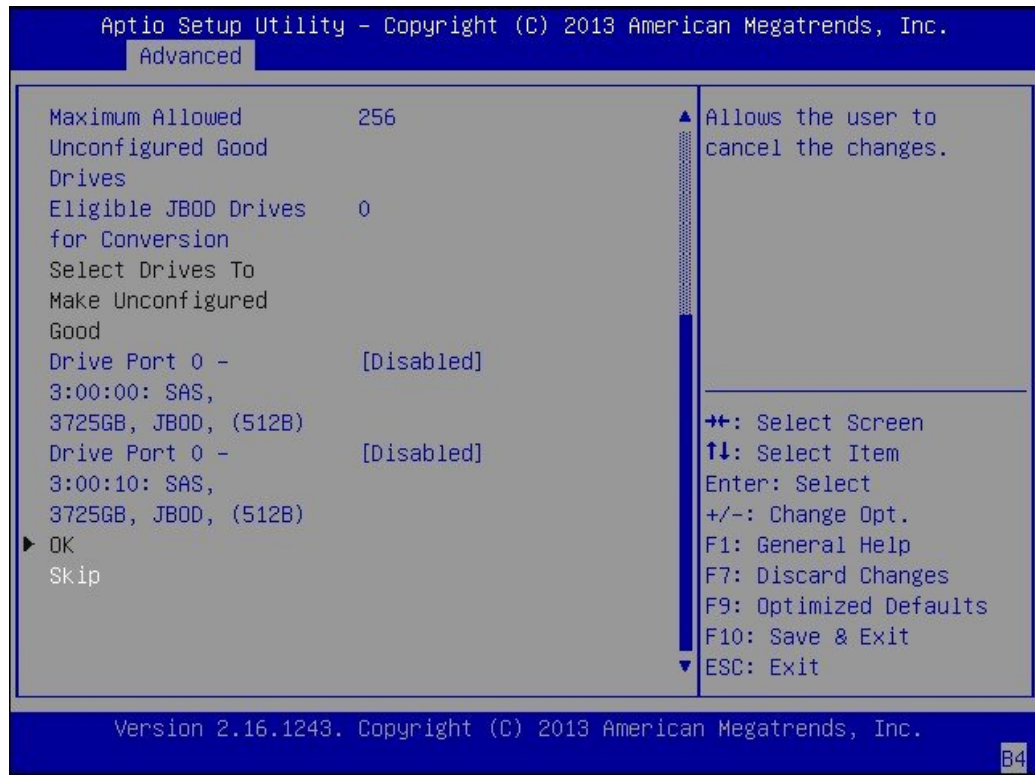 Aptio Setup Utility – Copyright (C) 2013 American Megatrends, Inc.
Advanced
Maximum Allowed 256
Unconfigured Good
Drives
Eligible JBOD Drives 0
for Conversion
Select Drives To
Make Unconfigured
Good
Drive Port 0 – [Disabled]
3:00:00: SAS,
3725GB, JBOD, (512B)
Drive Port 0 – [Disabled]
3:00:10: SAS,
3725GB, JBOD, (512B)
▶ OK
Skip
Allows the user to
cancel the changes.
→←: Select Screen
↑↓: Select Item
Enter: Select
+/-: Change Opt.
F1: General Help
F7: Discard Changes
F9: Optimized Defaults
F10: Save & Exit
ESC: Exit
Version 2.16.1243. Copyright (C) 2013 American Megatrends, Inc.
B4